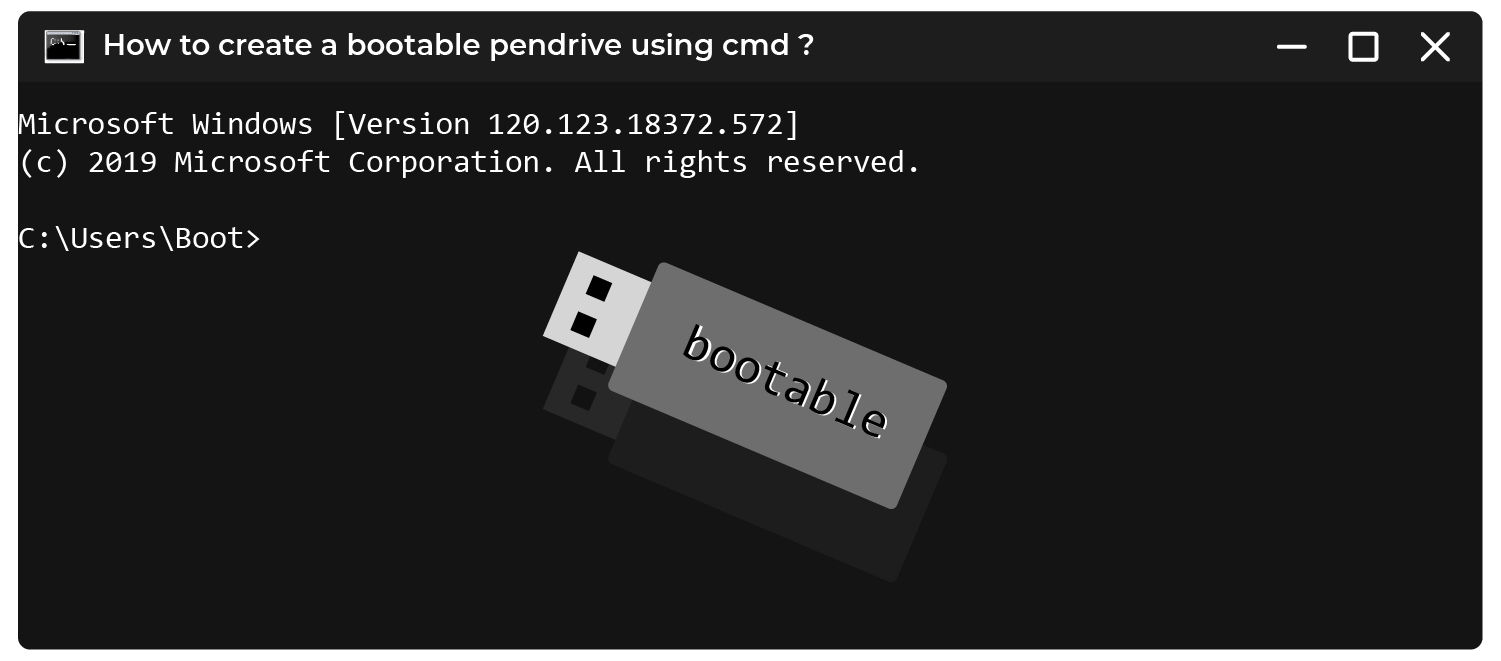 How to create a bootable pendrive using cmd ?
Microsoft Windows [Version 120.123.18372.572]
(c) 2019 Microsoft Corporation. All rights reserved.
C:\Users\Boot>
bootable